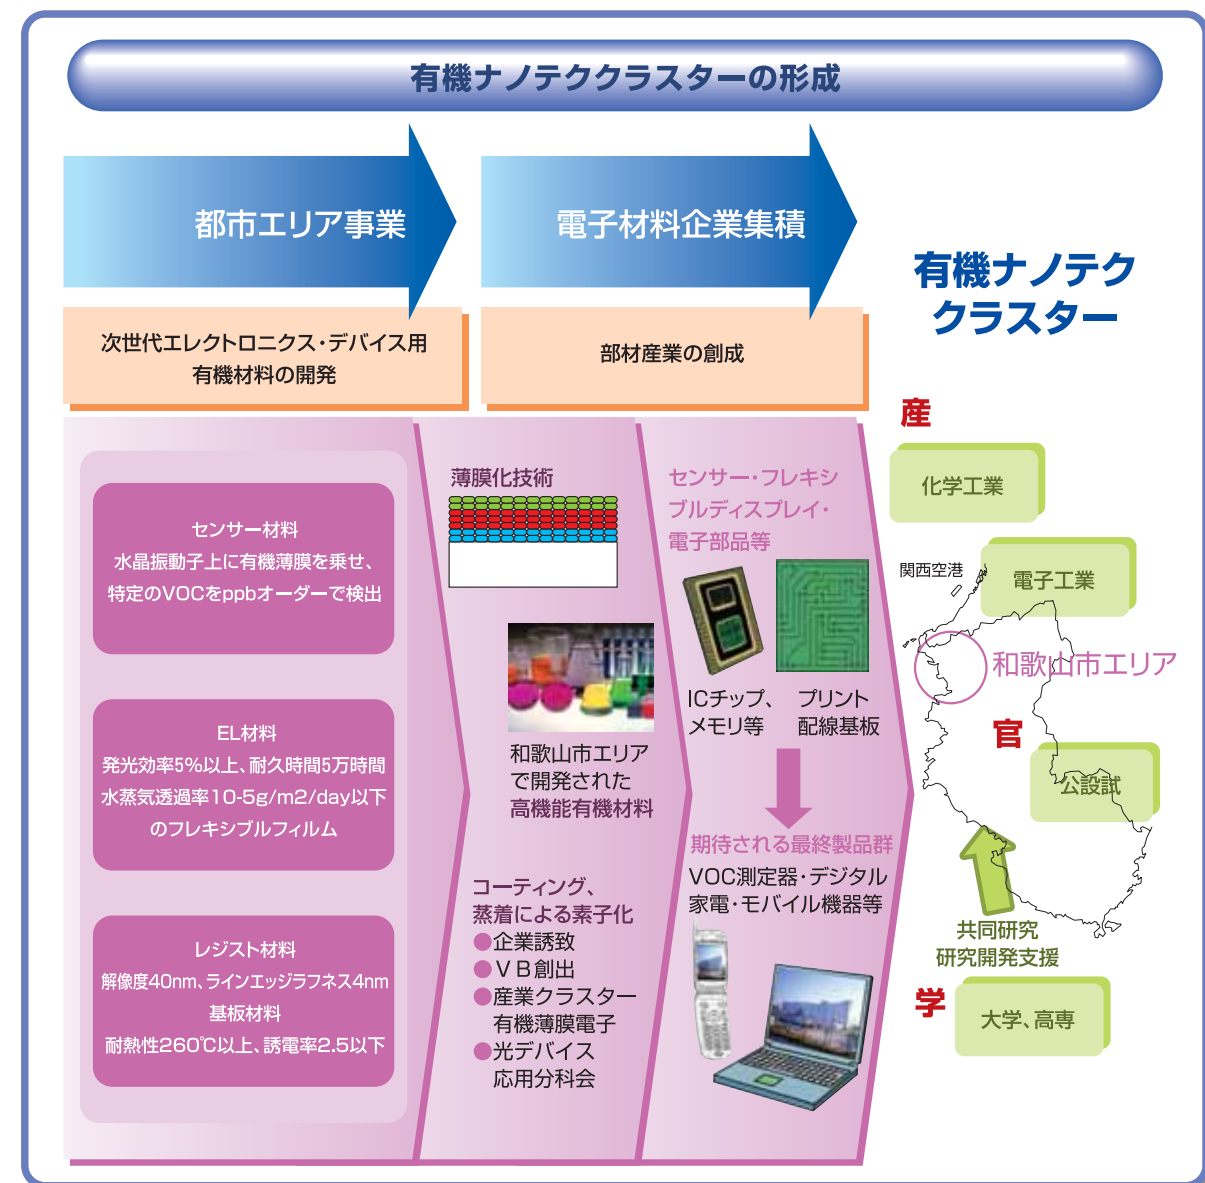 有機ナノテククラスターの形成
都市エリア事業
電子材料企業集積
有機ナノテク
クラスター
次世代エレクトロニクス・デバイス用
有機材料の開発
部材産業の創成
センサー材料
水晶振動子上に有機薄膜を乗せ、
特定のVOCをppbオーダーで検出
EL材料
発光効率5%以上、耐久時間5万時間
水蒸気透過率10-5g/m2/day以下
のフレキシブルフィルム
レジスト材料
解像度40nm、ラインエッジラフネス4nm
基板材料
耐熱性260℃以上、誘電率2.5以下
薄膜化技術
和歌山市エリア
で開発された
高機能有機材料
コーティング、
蒸着による素子化
●企業誘致
●VB創出
●産業クラスター
有機薄膜電子
●光デバイス
応用分科会
センサー・フレキシ
ブルディスプレイ・
電子部品等
ICチップ、
メモリ等
プリント
配線基板
期待される最終製品群
VOC測定器・デジタル
家電・モバイル機器等
産
化学工業
関西空港
電子工業
和歌山市エリア
官
公設試
共同研究
研究開発支援
学
大学、高専